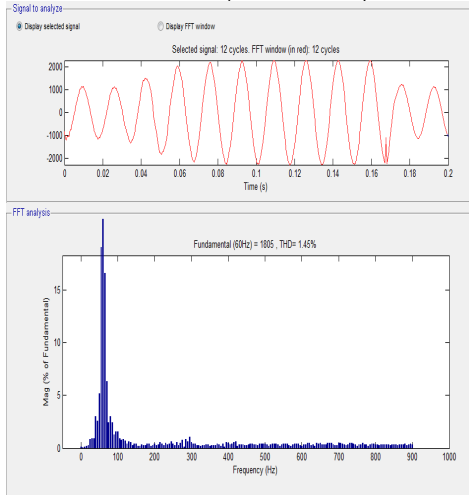 Signal to analyze
Display selected signal
Display FFT window
Selected signal: 12 cycles. FFT window (in red): 12 cycles
2000
1000
0
-1000
-2000
0 0.02 0.04 0.06 0.08 0.1 0.12 0.14 0.16 0.18 0.2
Time (s)
FFT analysis
Fundamental (60Hz) = 1805 , THD= 1.45%
Mag (% of Fundamental)
15
10
5
0
0 100 200 300 400 500 600 700 800 900 1000
Frequency (Hz)